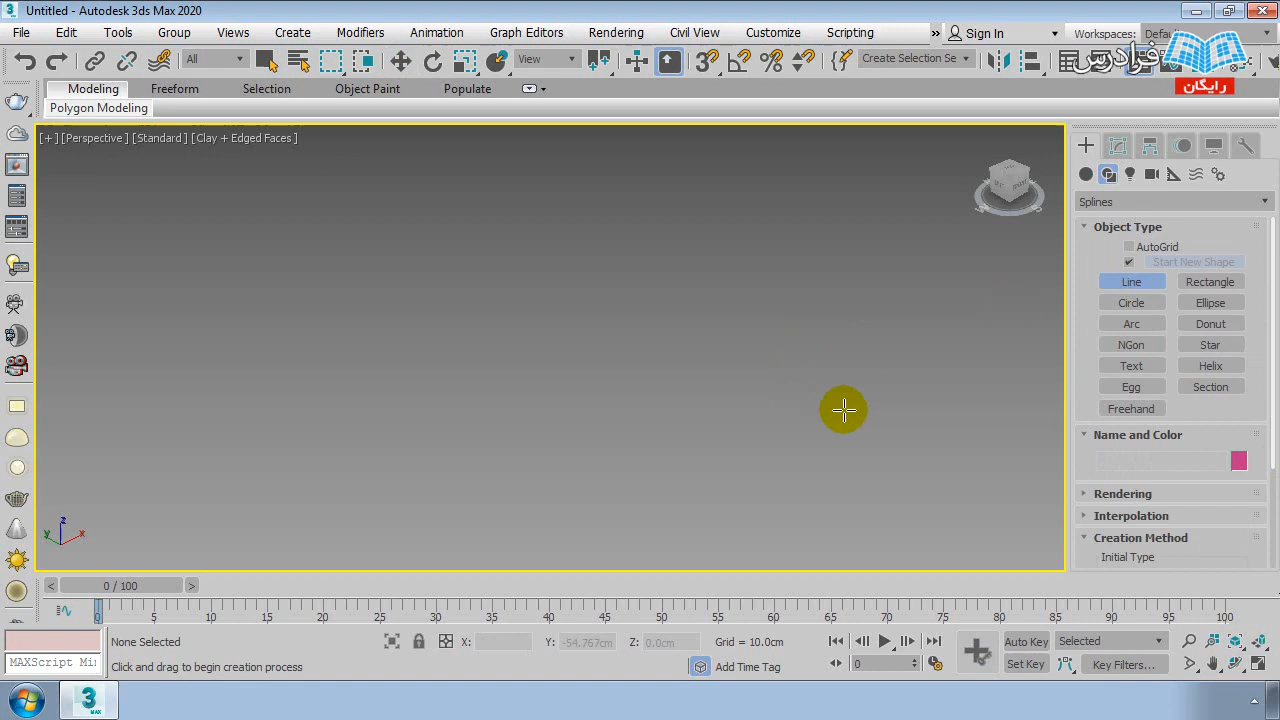 Untitled - Autodesk 3ds Max 2020
File Edit Tools Group Views Create Modifiers Animation Graph Editors Rendering Civil View Customize Scripting » Sign In Workspaces:
All View Create Selection Se
فرادرس
رایگان
Modeling Freeform Selection Object Paint Populate
Polygon Modeling
[+] [Perspective] [Standard] [Clay + Edged Faces]
Splines
Object Type
AutoGrid
Start New Shape
Line Rectangle
Circle Ellipse
Arc Donut
NGon Star
Text Helix
Egg Section
Freehand
Name and Color
Rendering
Interpolation
Creation Method
Initial Type
z
y x
< 0 / 100 >
0 5 10 15 20 25 30 35 40 45 50 55 60 65 70 75 80 85 90 95 100
None Selected X: Y: -54.767cm Z: 0.0cm Grid = 10.0cm Auto Key Selected
MAXScript Mi Click and drag to begin creation process Add Time Tag 0 Set Key Key Filters...
3
MAX